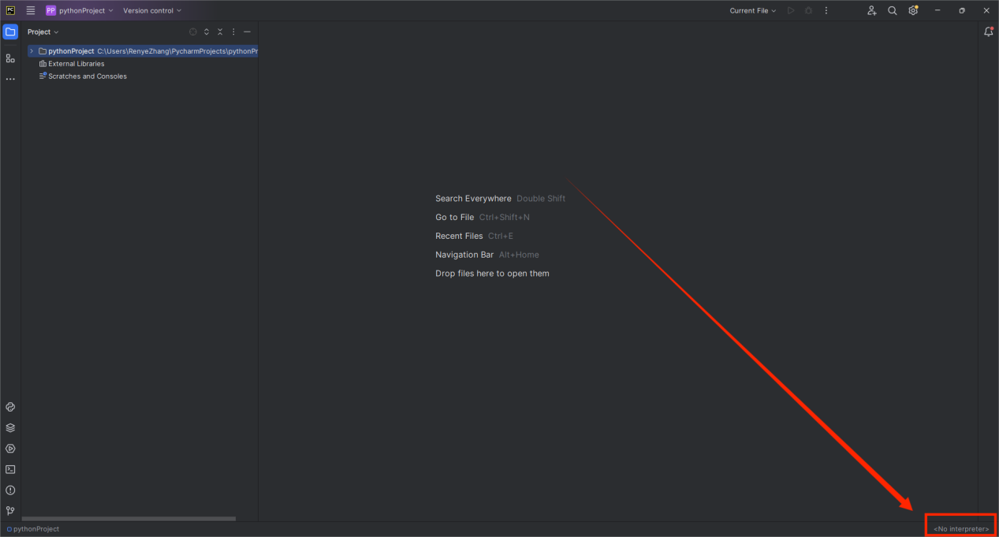 PC PP pythonProject Version control Current File
Project
pythonProject C:\Users\RenyeZhang\PycharmProjects\pythonPr
External Libraries
Scratches and Consoles
Search Everywhere Double Shift
Go to File Ctrl+Shift+N
Recent Files Ctrl+E
Navigation Bar Alt+Home
Drop files here to open them
pythonProject <No interpreter>